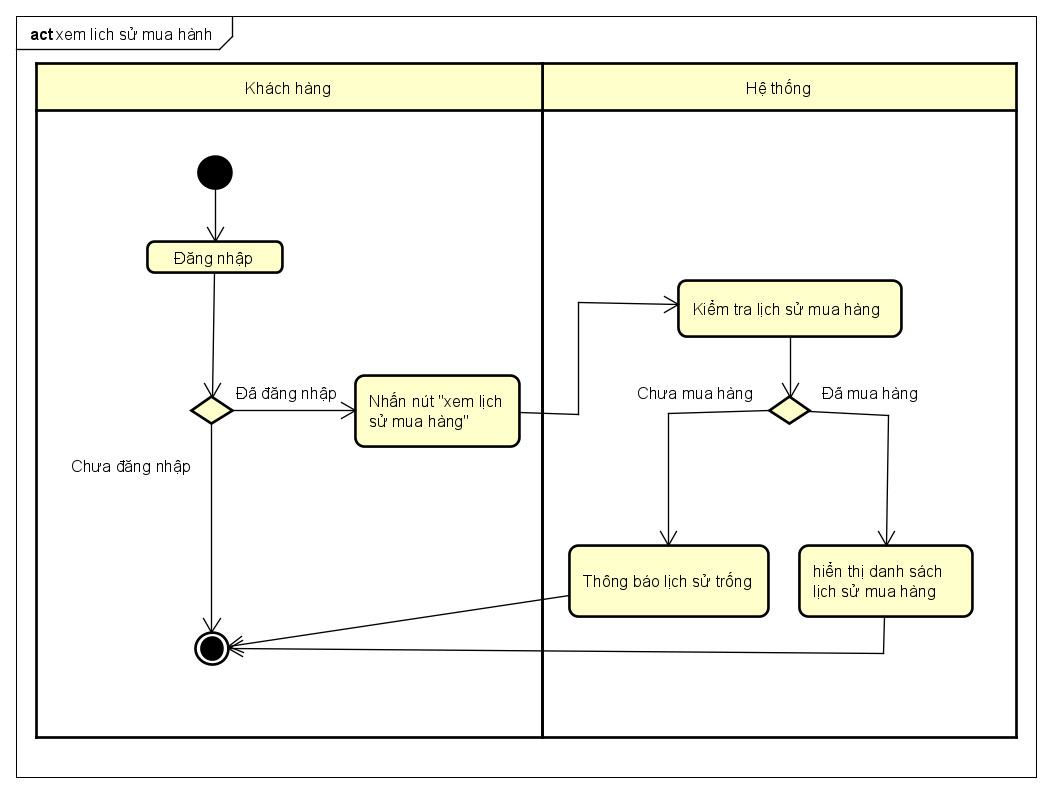 act xem lich sử mua hành
Khách hàng
Hệ thống
Đăng nhập
Kiểm tra lịch sử mua hàng
Đã đăng nhập
Chưa mua hàng
Đã mua hàng
Nhấn nút "xem lịch
sử mua hàng"
Chưa đăng nhập
Thông báo lịch sử trống
hiển thị danh sách
lịch sử mua hàng